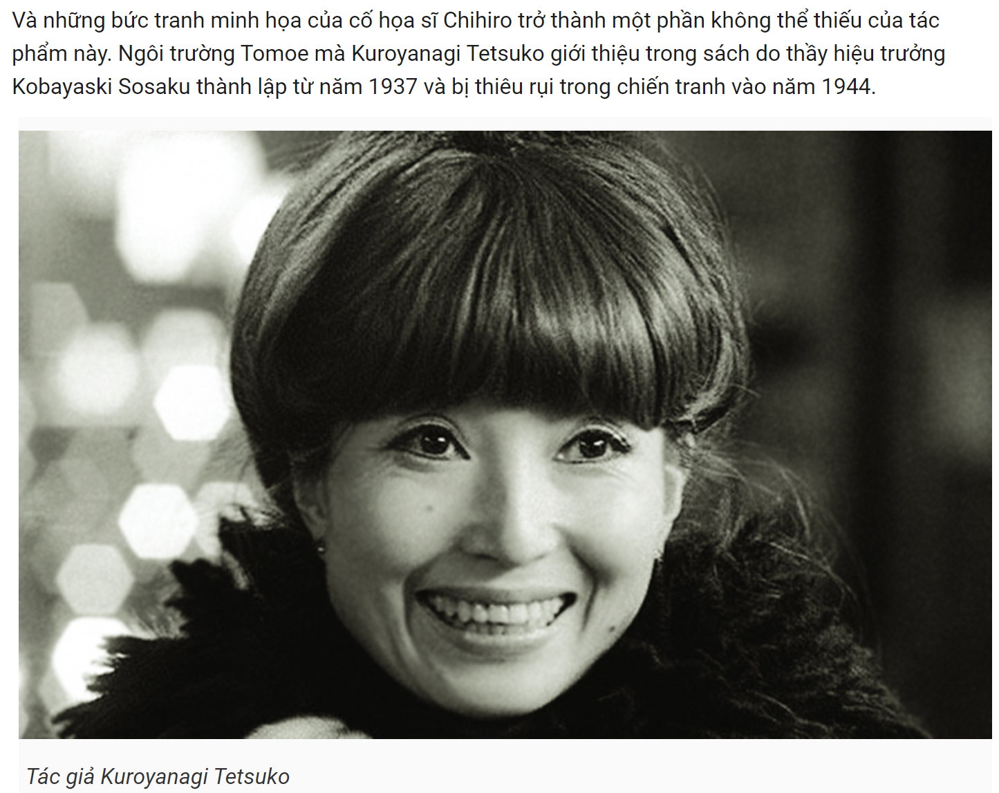 Và những bức tranh minh họa của cố họa sĩ Chihiro trở thành một phần không thể thiếu của tác
phẩm này. Ngôi trường Tomoe mà Kuroyanagi Tetsuko giới thiệu trong sách do thầy hiệu trưởng
Kobayaski Sosaku thành lập từ năm 1937 và bị thiêu rụi trong chiến tranh vào năm 1944.
Tác giả Kuroyanagi Tetsuko